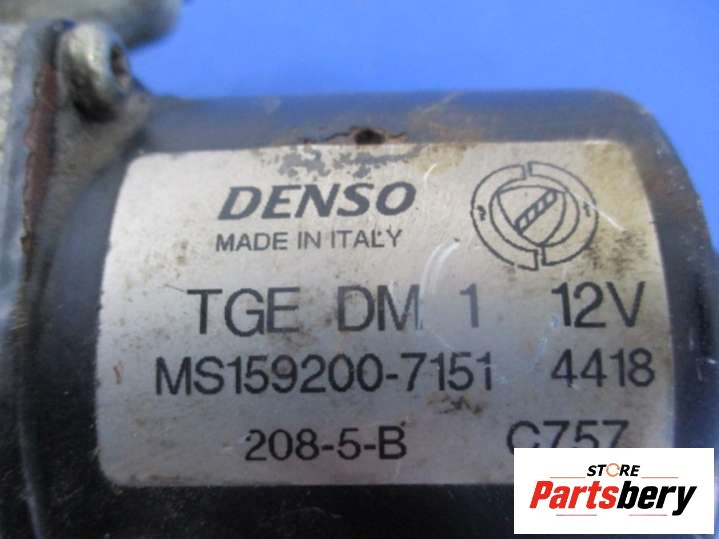 DENSO
MADE IN ITALY
TGE DM 1 12V
MS159200-7151 4418
208-5-B C757
STORE
Partsbery